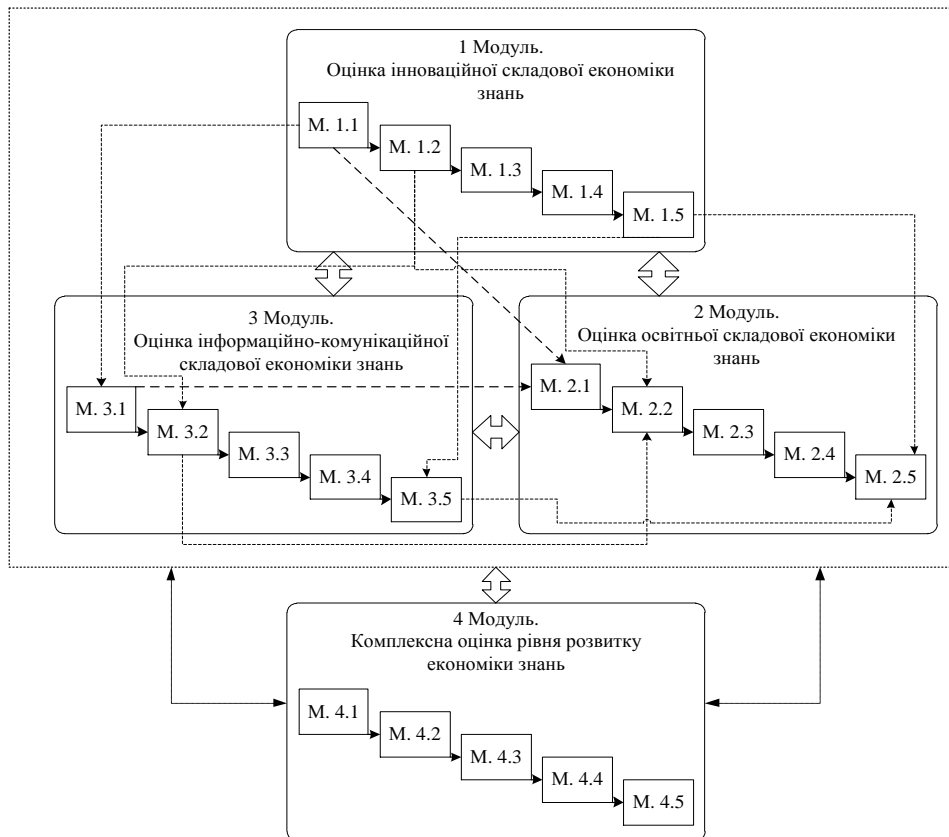 1 Модуль.
Оцінка інноваційної складової економіки
знань
М. 1.1
М. 1.2
М. 1.3
М. 1.4
М. 1.5
3 Модуль.
Оцінка інформаційно-комунікаційної
складової економіки знань
М. 3.1
М. 3.2
М. 3.3
М. 3.4
М. 3.5
2 Модуль.
Оцінка освітньої складової економіки
знань
М. 2.1
М. 2.2
М. 2.3
М. 2.4
М. 2.5
4 Модуль.
Комплексна оцінка рівня розвитку
економіки знань
М. 4.1
М. 4.2
М. 4.3
М. 4.4
М. 4.5